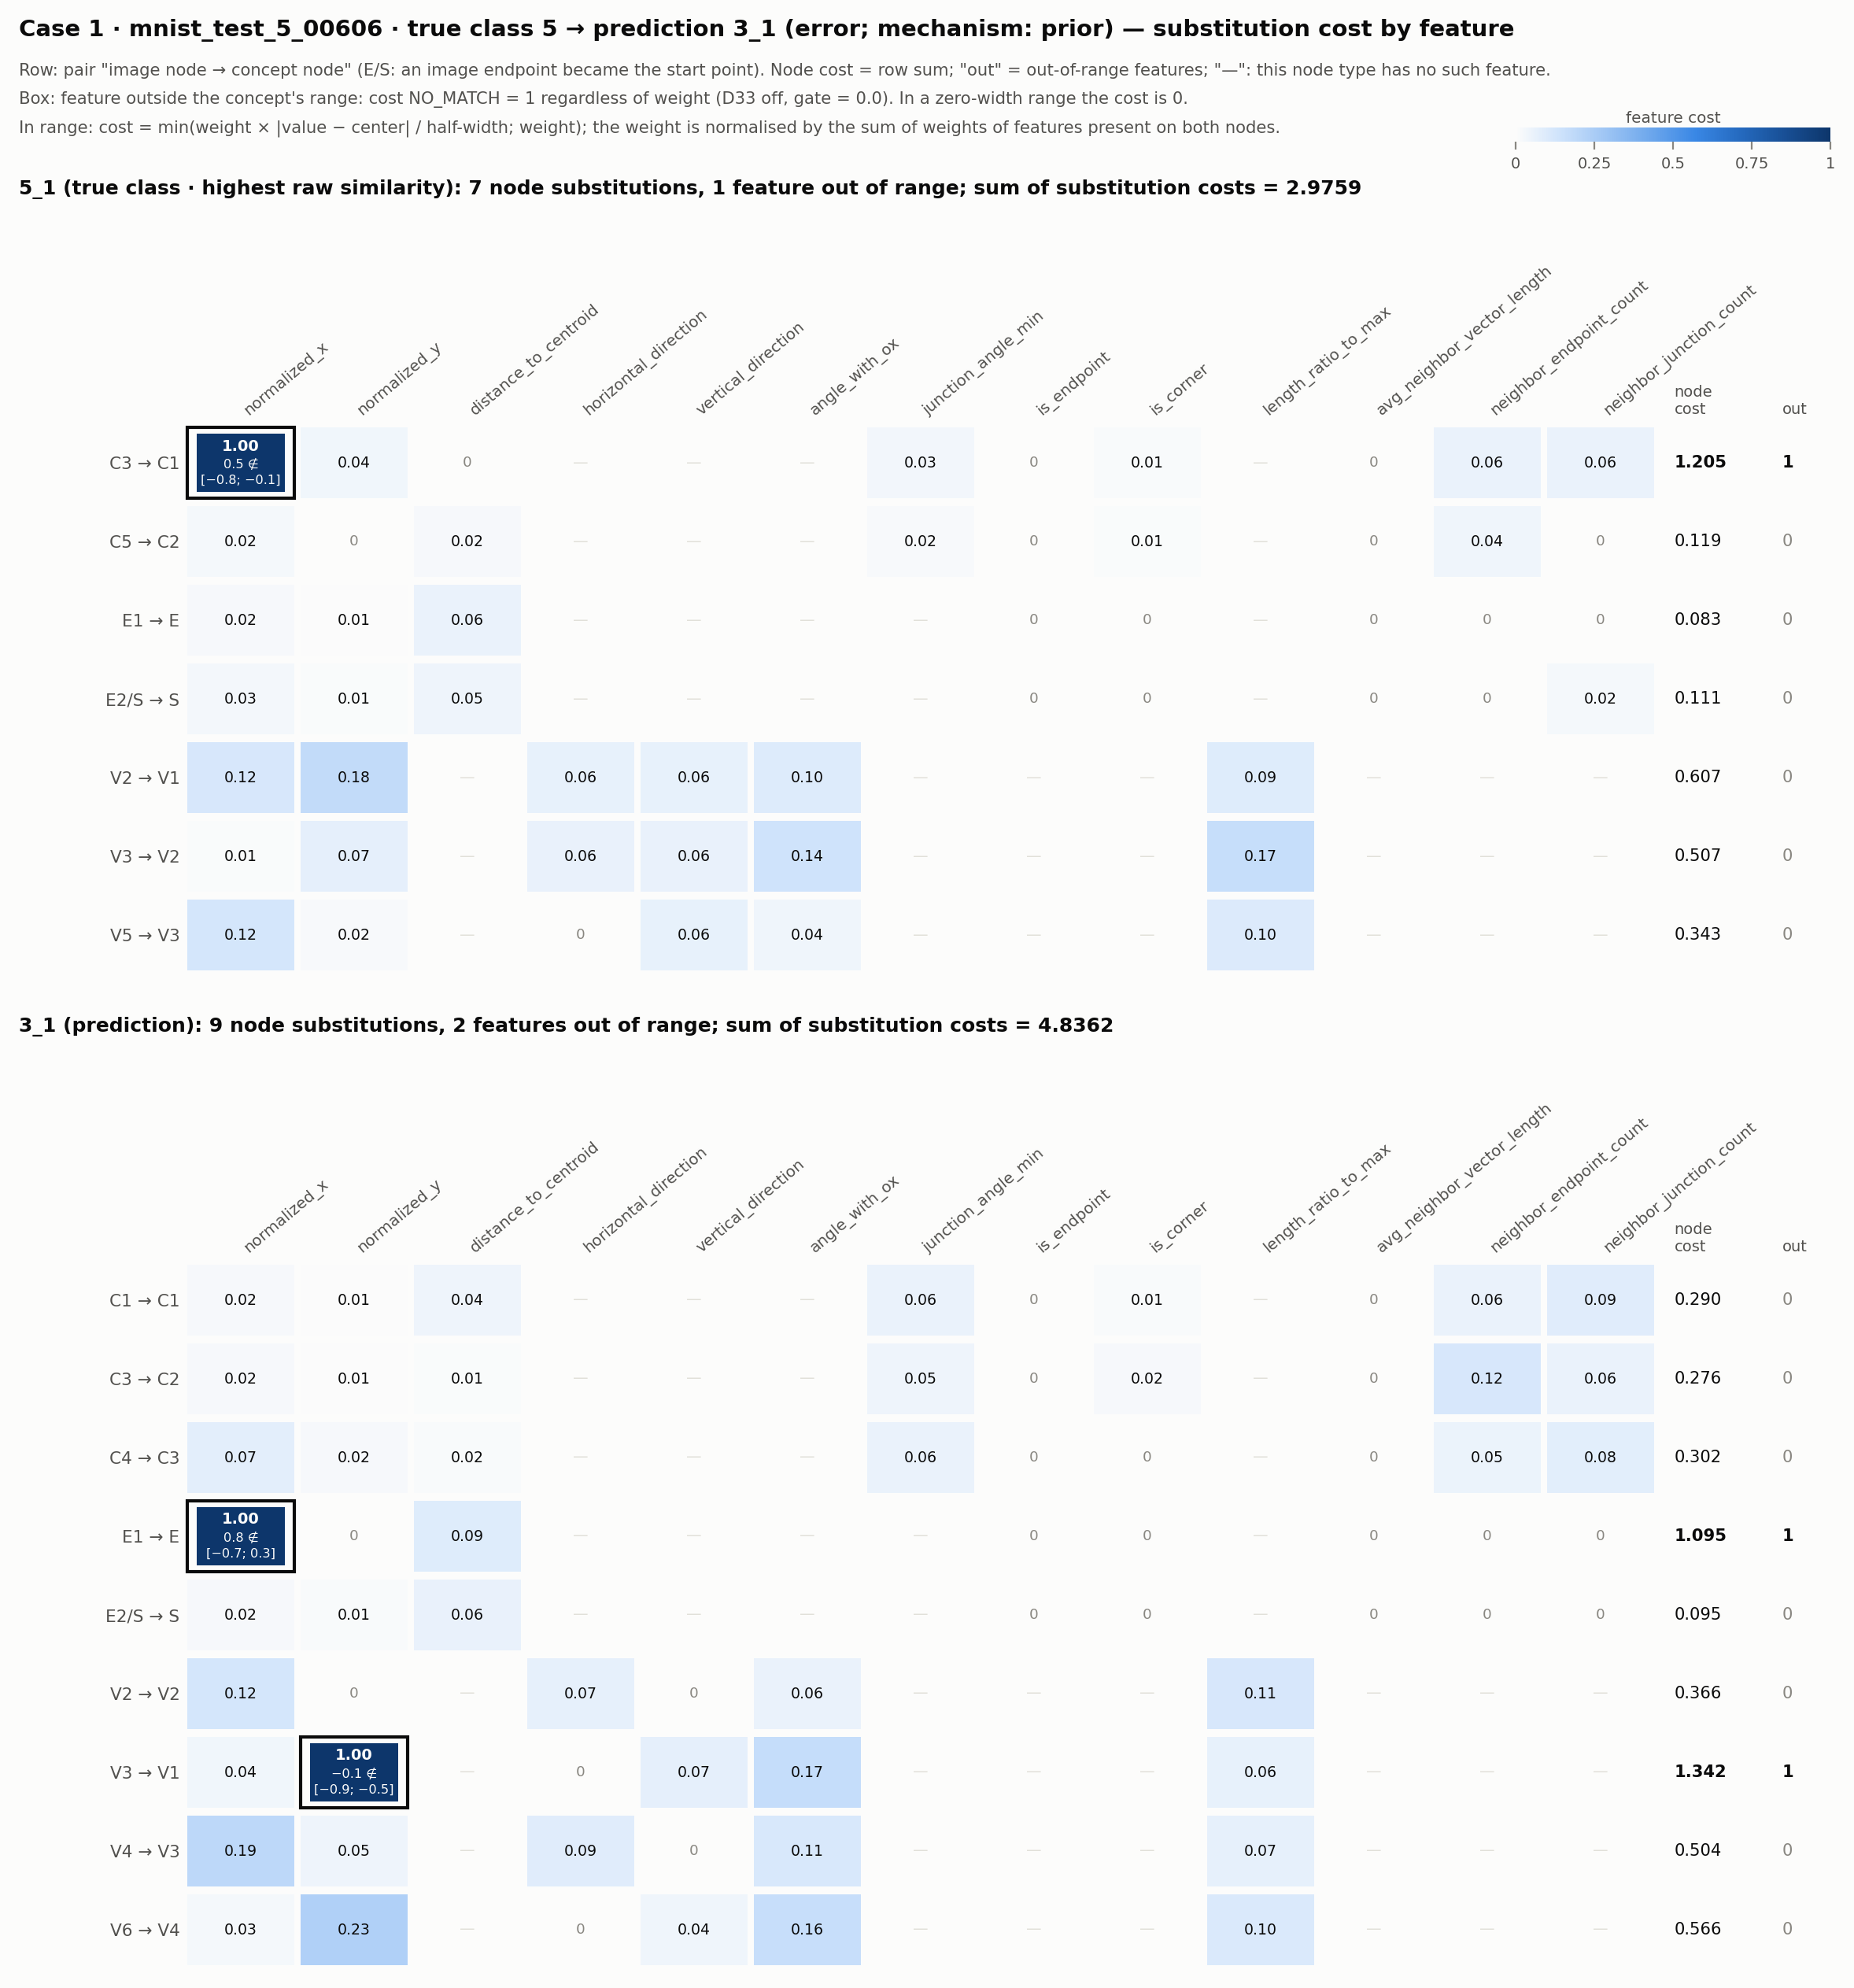 Case 1 · mnist_test_5_00606 · true class 5 → prediction 3_1 (error; mechanism: prior) — substitution cost by feature
Row: pair "image node → concept node" (E/S: an image endpoint became the start point). Node cost = row sum; "out" = out-of-range features; "—": this node type has no such feature.
Box: feature outside the concept's range: cost NO_MATCH = 1 regardless of weight (D33 off, gate = 0.0). In a zero-width range the cost is 0.
In range: cost = min(weight × |value − center| / half-width; weight); the weight is normalised by the sum of weights of features present on both nodes.
feature cost
0 0.25 0.5 0.75 1
5_1 (true class · highest raw similarity): 7 node substitutions, 1 feature out of range; sum of substitution costs = 2.9759
normalized_x normalized_y distance_to_centroid horizontal_direction vertical_direction angle_with_ox junction_angle_min is_endpoint is_corner length_ratio_to_max avg_neighbor_vector_length neighbor_endpoint_count neighbor_junction_count node cost out
C3 → C1 1.00 0.5 ∉ [−0.8; −0.1] 0.04 0 — — — 0.03 0 0.01 — 0 0.06 0.06 1.205 1
C5 → C2 0.02 0 0.02 — — — 0.02 0 0.01 — 0 0.04 0 0.119 0
E1 → E 0.02 0.01 0.06 — — — — 0 0 — 0 0 0 0.083 0
E2/S → S 0.03 0.01 0.05 — — — — 0 0 — 0 0 0.02 0.111 0
V2 → V1 0.12 0.18 — 0.06 0.06 0.10 — — — 0.09 — — — 0.607 0
V3 → V2 0.01 0.07 — 0.06 0.06 0.14 — — — 0.17 — — — 0.507 0
V5 → V3 0.12 0.02 — 0 0.06 0.04 — — — 0.10 — — — 0.343 0
3_1 (prediction): 9 node substitutions, 2 features out of range; sum of substitution costs = 4.8362
normalized_x normalized_y distance_to_centroid horizontal_direction vertical_direction angle_with_ox junction_angle_min is_endpoint is_corner length_ratio_to_max avg_neighbor_vector_length neighbor_endpoint_count neighbor_junction_count node cost out
C1 → C1 0.02 0.01 0.04 — — — 0.06 0 0.01 — 0 0.06 0.09 0.290 0
C3 → C2 0.02 0.01 0.01 — — — 0.05 0 0.02 — 0 0.12 0.06 0.276 0
C4 → C3 0.07 0.02 0.02 — — — 0.06 0 0 — 0 0.05 0.08 0.302 0
E1 → E 1.00 0.8 ∉ [−0.7; 0.3] 0 0.09 — — — — 0 0 — 0 0 0 1.095 1
E2/S → S 0.02 0.01 0.06 — — — — 0 0 — 0 0 0 0.095 0
V2 → V2 0.12 0 — 0.07 0 0.06 — — — 0.11 — — — 0.366 0
V3 → V1 0.04 1.00 −0.1 ∉ [−0.9; −0.5] — 0 0.07 0.17 — — — 0.06 — — — 1.342 1
V4 → V3 0.19 0.05 — 0.09 0 0.11 — — — 0.07 — — — 0.504 0
V6 → V4 0.03 0.23 — 0 0.04 0.16 — — — 0.10 — — — 0.566 0